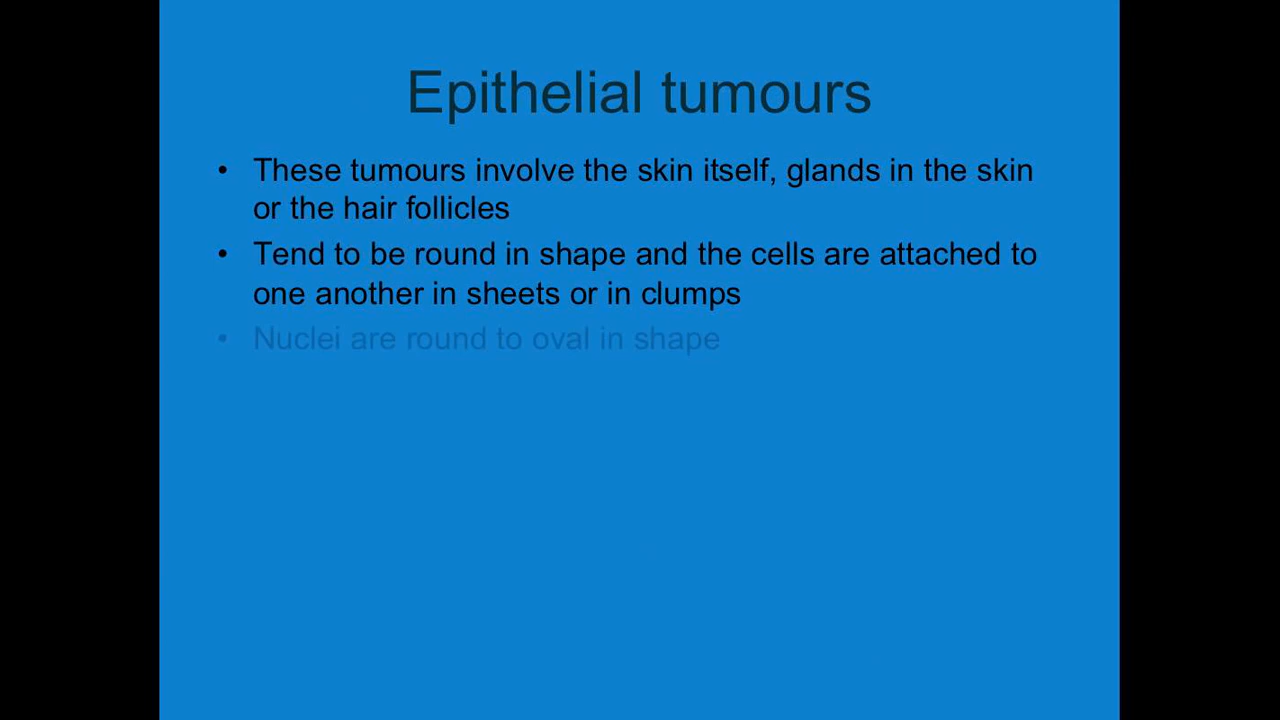 Epithelial tumours
• These tumours involve the skin itself, glands in the skin
or the hair follicles
• Tend to be round in shape and the cells are attached to
one another in sheets or in clumps
• Nuclei are round to oval in shape